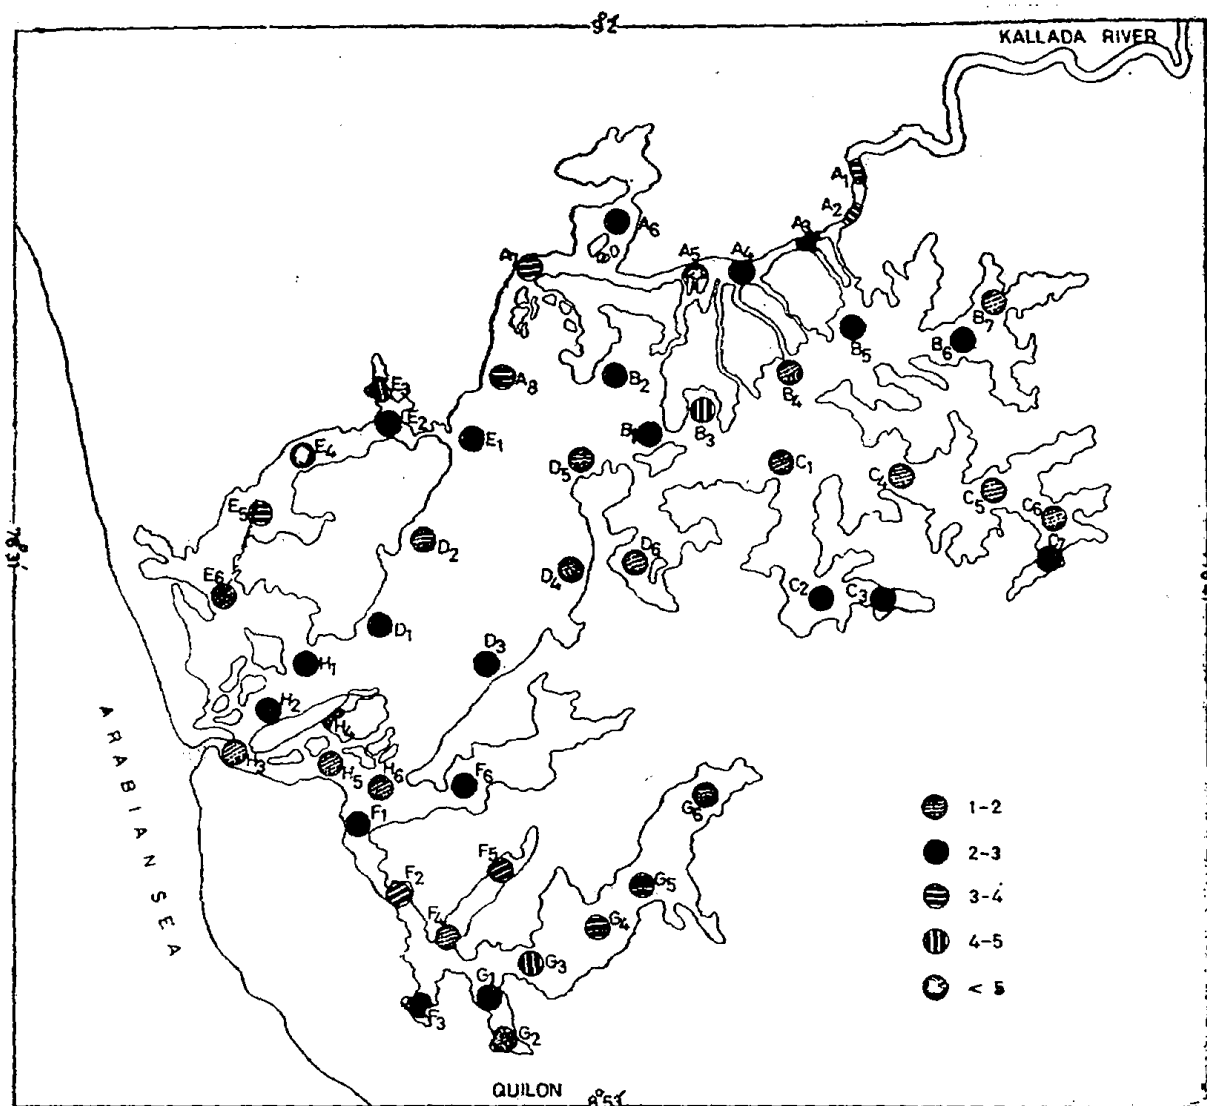 KALLADA RIVER
A1
A2
A3
A4
A5
A6
A7
A8
B7
B6
B5
B4
B2
B1
B3
E3
E2
E1
E4
E5
E6
D5
D6
D4
D2
D1
D3
C1
C4
C5
C6
C7
C2
C3
H1
H2
H3
H4
H5
H6
F6
F1
F5
F2
F4
F3
G6
G5
G4
G3
G1
G2
ARABIAN SEA
1-2
2-3
3-4
4-5
< 5
QUILON